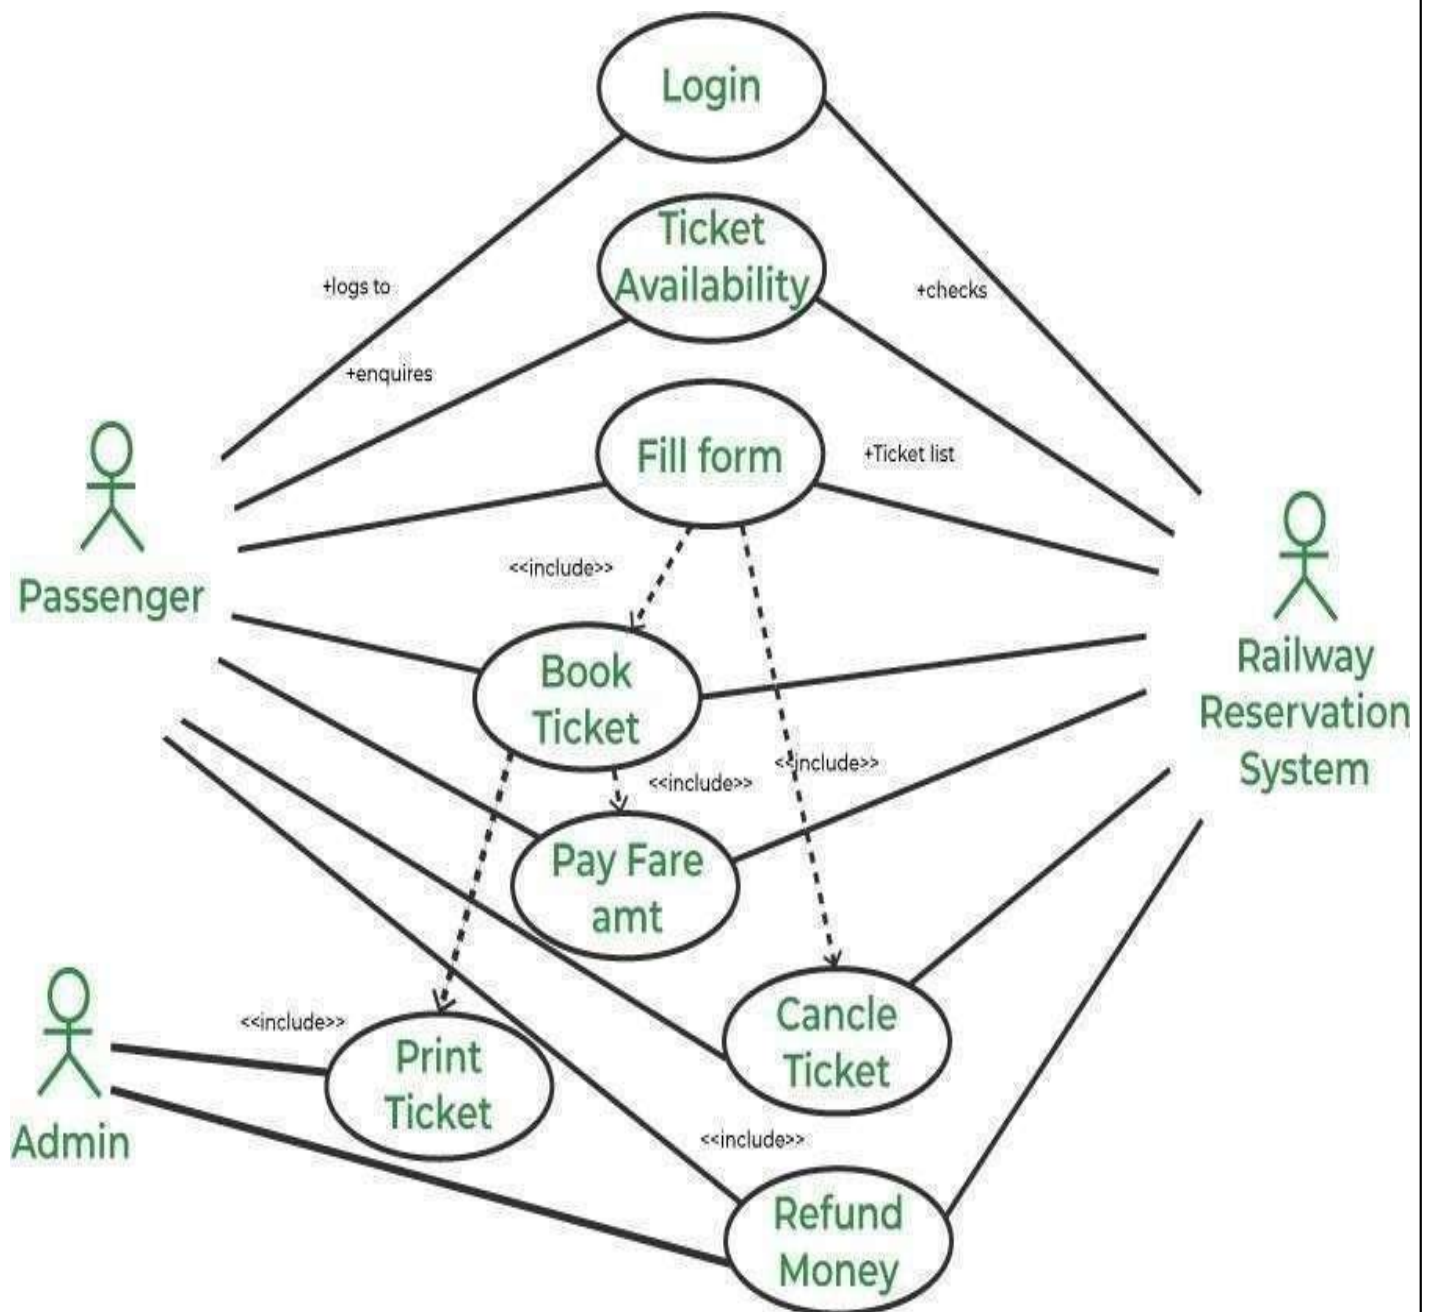 Login
Ticket
Availability
+logs to
+checks
+enquires
Fill form
+Ticket list
<<include>>
Passenger
Railway
Reservation
System
Book
Ticket
<<include>>
<<include>>
Pay Fare
amt
Cancle
Ticket
<<include>>
Print
Ticket
Admin
<<include>>
Refund
Money